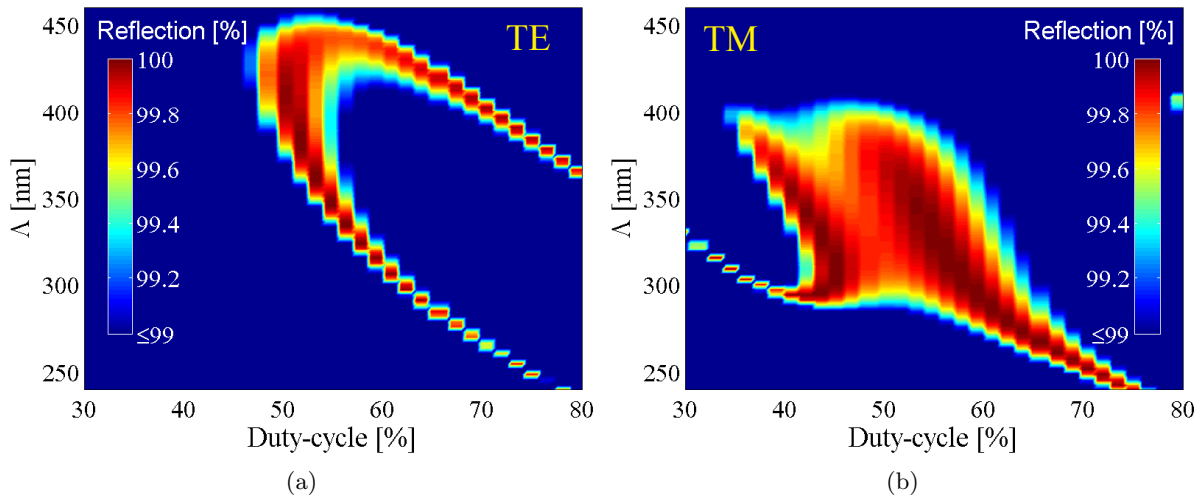 TE
Reflection [%]
100
99.8
99.6
99.4
99.2
≤99
450
400
350
300
250
Λ [nm]
30 40 50 60 70 80
Duty-cycle [%]
(a)
TM
Reflection [%]
100
99.8
99.6
99.4
99.2
≤99
450
400
350
300
250
Λ [nm]
30 40 50 60 70 80
Duty-cycle [%]
(b)